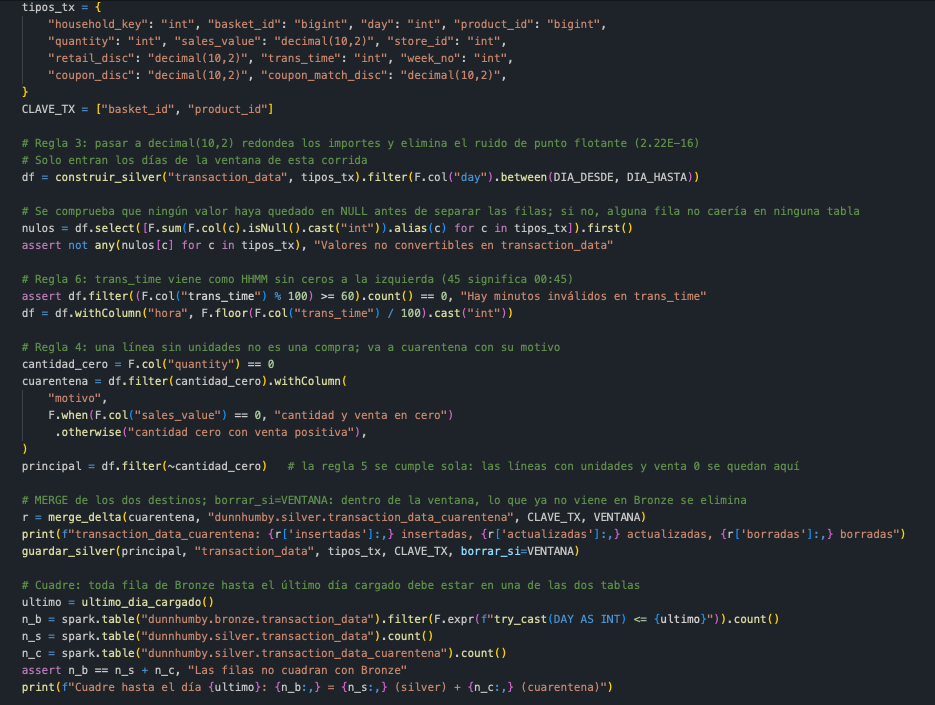 tipos_tx = {
    "household_key": "int", "basket_id": "bigint", "day": "int", "product_id": "bigint",
    "quantity": "int", "sales_value": "decimal(10,2)", "store_id": "int",
    "retail_disc": "decimal(10,2)", "trans_time": "int", "week_no": "int",
    "coupon_disc": "decimal(10,2)", "coupon_match_disc": "decimal(10,2)",
}
CLAVE_TX = ["basket_id", "product_id"]

# Regla 3: pasar a decimal(10,2) redondea los importes y elimina el ruido de punto flotante (2.22E-16)
# Solo entran los días de la ventana de esta corrida
df = construir_silver("transaction_data", tipos_tx).filter(F.col("day").between(DIA_DESDE, DIA_HASTA))

# Se comprueba que ningún valor haya quedado en NULL antes de separar las filas; si no, alguna fila no caería en ninguna tabla
nulos = df.select([F.sum(F.col(c).isNull().cast("int")).alias(c) for c in tipos_tx]).first()
assert not any(nulos[c] for c in tipos_tx), "Valores no convertibles en transaction_data"

# Regla 6: trans_time viene como HHMM sin ceros a la izquierda (45 significa 00:45)
assert df.filter((F.col("trans_time") % 100) >= 60).count() == 0, "Hay minutos inválidos en trans_time"
df = df.withColumn("hora", F.floor(F.col("trans_time") / 100).cast("int"))

# Regla 4: una línea sin unidades no es una compra; va a cuarentena con su motivo
cantidad_cero = F.col("quantity") == 0
cuarentena = df.filter(cantidad_cero).withColumn(
    "motivo",
    F.when(F.col("sales_value") == 0, "cantidad y venta en cero")
     .otherwise("cantidad cero con venta positiva"),
)
principal = df.filter(~cantidad_cero)   # la regla 5 se cumple sola: las líneas con unidades y venta 0 se quedan aquí

# MERGE de los dos destinos; borrar_si=VENTANA: dentro de la ventana, lo que ya no viene en Bronze se elimina
r = merge_delta(cuarentena, "dunnhumby.silver.transaction_data_cuarentena", CLAVE_TX, VENTANA)
print(f"transaction_data_cuarentena: {r['insertadas']:,} insertadas, {r['actualizadas']:,} actualizadas, {r['borradas']:,} borradas")
guardar_silver(principal, "transaction_data", tipos_tx, CLAVE_TX, borrar_si=VENTANA)

# Cuadre: toda fila de Bronze hasta el último día cargado debe estar en una de las dos tablas
ultimo = ultimo_dia_cargado()
n_b = spark.table("dunnhumby.bronze.transaction_data").filter(F.expr(f"try_cast(DAY AS INT) <= {ultimo}")).count()
n_s = spark.table("dunnhumby.silver.transaction_data").count()
n_c = spark.table("dunnhumby.silver.transaction_data_cuarentena").count()
assert n_b == n_s + n_c, "Las filas no cuadran con Bronze"
print(f"Cuadre hasta el día {ultimo}: {n_b:,} = {n_s:,} (silver) + {n_c:,} (cuarentena)")